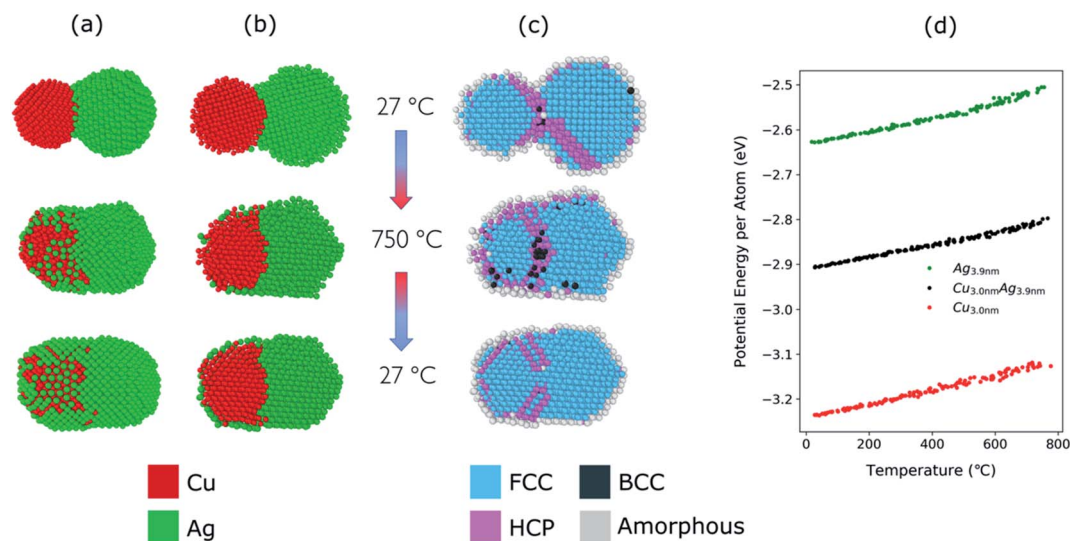 (a)
(b)
(c)
(d)
27 °C
750 °C
27 °C
Cu
Ag
FCC
HCP
BCC
Amorphous
Potential Energy per Atom (eV)
−2.5
−2.6
−2.7
−2.8
−2.9
−3.0
−3.1
−3.2
Ag3.9nm
Cu3.0nmAg3.9nm
Cu3.0nm
0 200 400 600 800
Temperature (°C)